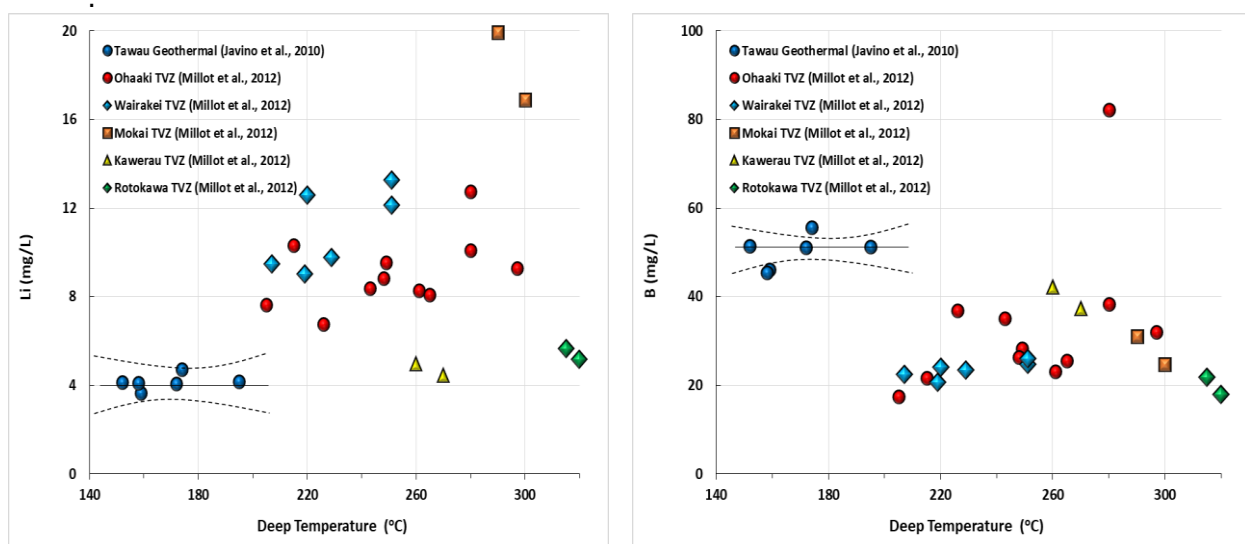 20
16
12
8
4
0
Li (mg/L)
Tawau Geothermal (Javino et al., 2010)
Ohaaki TVZ (Millot et al., 2012)
Wairakei TVZ (Millot et al., 2012)
Mokai TVZ (Millot et al., 2012)
Kawerau TVZ (Millot et al., 2012)
Rotokawa TVZ (Millot et al., 2012)
140 180 220 260 300
Deep Temperature (°C)
100
80
60
40
20
0
B (mg/L)
Tawau Geothermal (Javino et al., 2010)
Ohaaki TVZ (Millot et al., 2012)
Wairakei TVZ (Millot et al., 2012)
Mokai TVZ (Millot et al., 2012)
Kawerau TVZ (Millot et al., 2012)
Rotokawa TVZ (Millot et al., 2012)
140 180 220 260 300
Deep Temperature (°C)